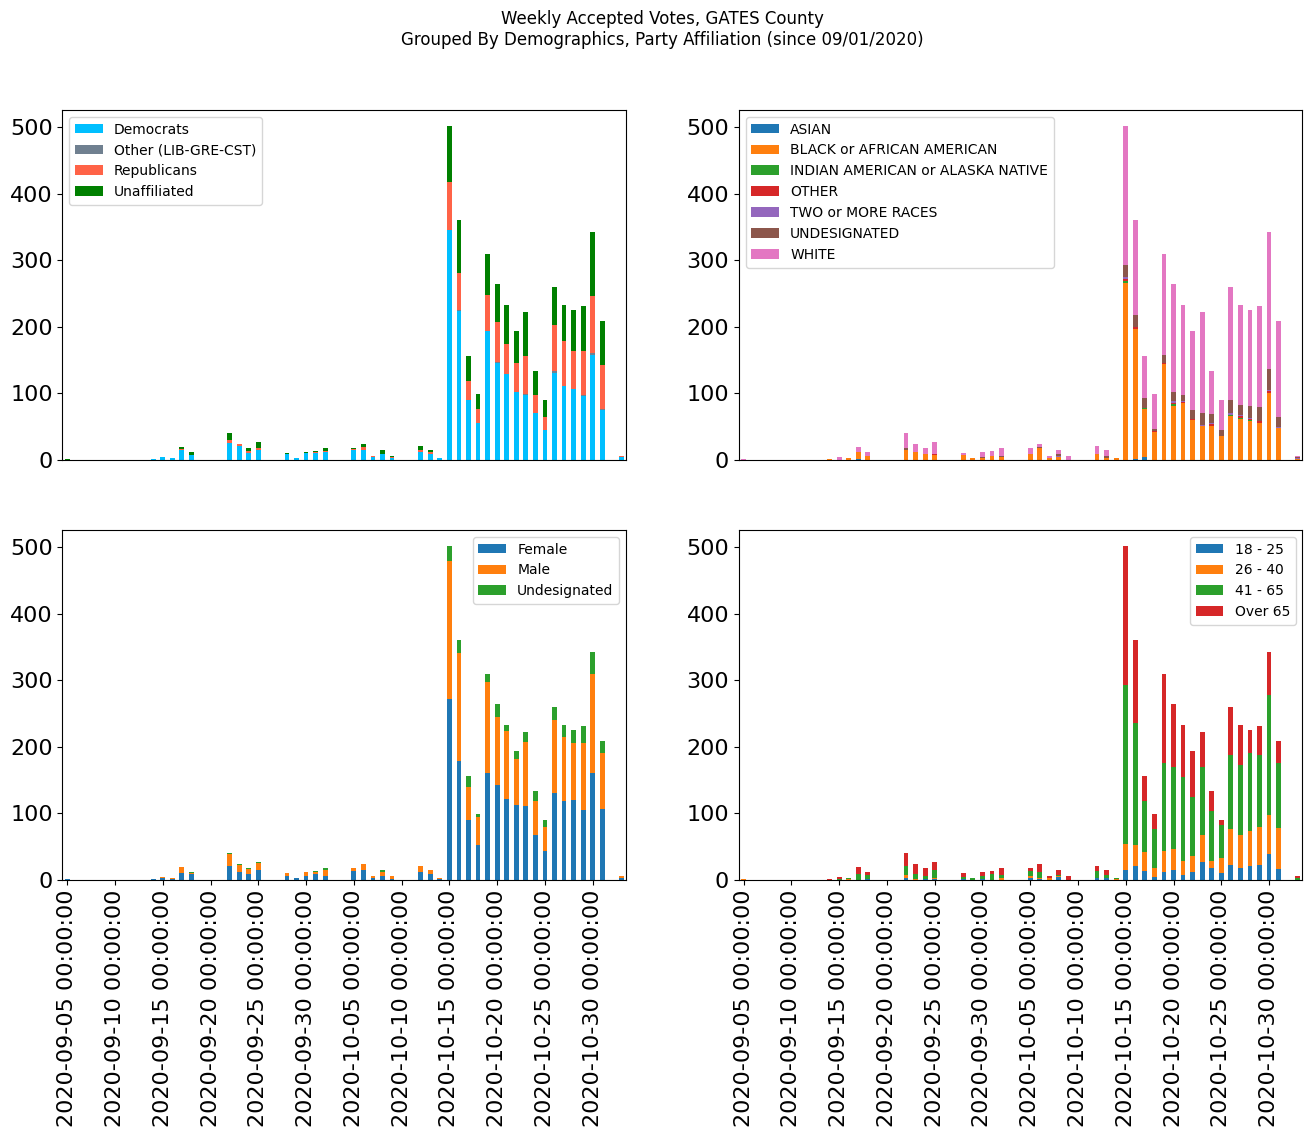 Weekly Accepted Votes, GATES County
Grouped By Demographics, Party Affiliation (since 09/01/2020)
500
400
300
200
100
0
Democrats
Other (LIB-GRE-CST)
Republicans
Unaffiliated
500
400
300
200
100
0
ASIAN
BLACK or AFRICAN AMERICAN
INDIAN AMERICAN or ALASKA NATIVE
OTHER
TWO or MORE RACES
UNDESIGNATED
WHITE
500
400
300
200
100
0
Female
Male
Undesignated
2020-09-05 00:00:00
2020-09-10 00:00:00
2020-09-15 00:00:00
2020-09-20 00:00:00
2020-09-25 00:00:00
2020-09-30 00:00:00
2020-10-05 00:00:00
2020-10-10 00:00:00
2020-10-15 00:00:00
2020-10-20 00:00:00
2020-10-25 00:00:00
2020-10-30 00:00:00
500
400
300
200
100
0
18 - 25
26 - 40
41 - 65
Over 65
2020-09-05 00:00:00
2020-09-10 00:00:00
2020-09-15 00:00:00
2020-09-20 00:00:00
2020-09-25 00:00:00
2020-09-30 00:00:00
2020-10-05 00:00:00
2020-10-10 00:00:00
2020-10-15 00:00:00
2020-10-20 00:00:00
2020-10-25 00:00:00
2020-10-30 00:00:00